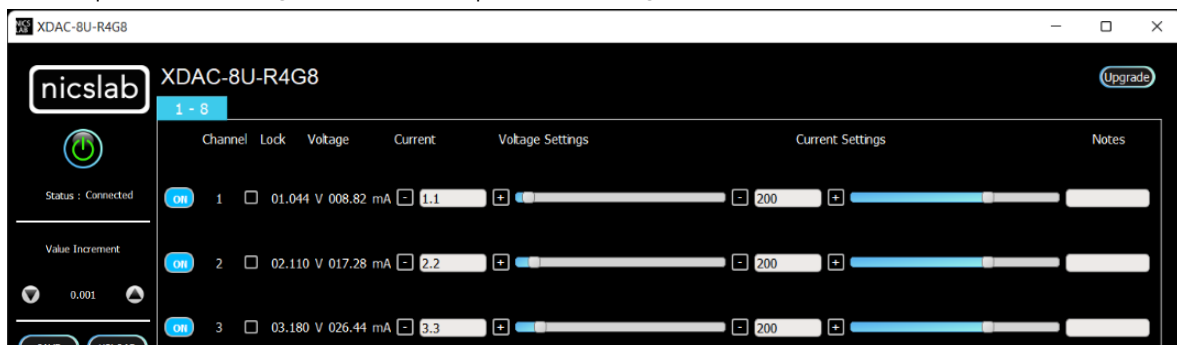 NICS LAB XDAC-8U-R4G8
nicslab XDAC-8U-R4G8 Upgrade
1 - 8
Channel Lock Voltage Current Voltage Settings Current Settings Notes
Status : Connected
ON 1 01.044 V 008.82 mA - 1.1 + - 200 +
Value Increment
ON 2 02.110 V 017.28 mA - 2.2 + - 200 +
0.001
ON 3 03.180 V 026.44 mA - 3.3 + - 200 +